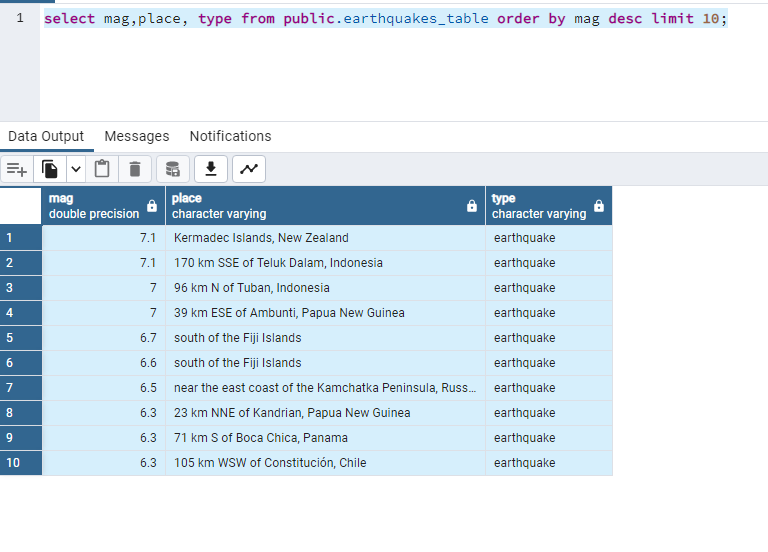 1 select mag,place, type from public.earthquakes_table order by mag desc limit 10;
Data Output Messages Notifications
mag place type
double precision character varying character varying
1 7.1 Kermadec Islands, New Zealand earthquake
2 7.1 170 km SSE of Teluk Dalam, Indonesia earthquake
3 7 96 km N of Tuban, Indonesia earthquake
4 7 39 km ESE of Ambunti, Papua New Guinea earthquake
5 6.7 south of the Fiji Islands earthquake
6 6.6 south of the Fiji Islands earthquake
7 6.5 near the east coast of the Kamchatka Peninsula, Russ... earthquake
8 6.3 23 km NNE of Kandrian, Papua New Guinea earthquake
9 6.3 71 km S of Boca Chica, Panama earthquake
10 6.3 105 km WSW of Constitución, Chile earthquake